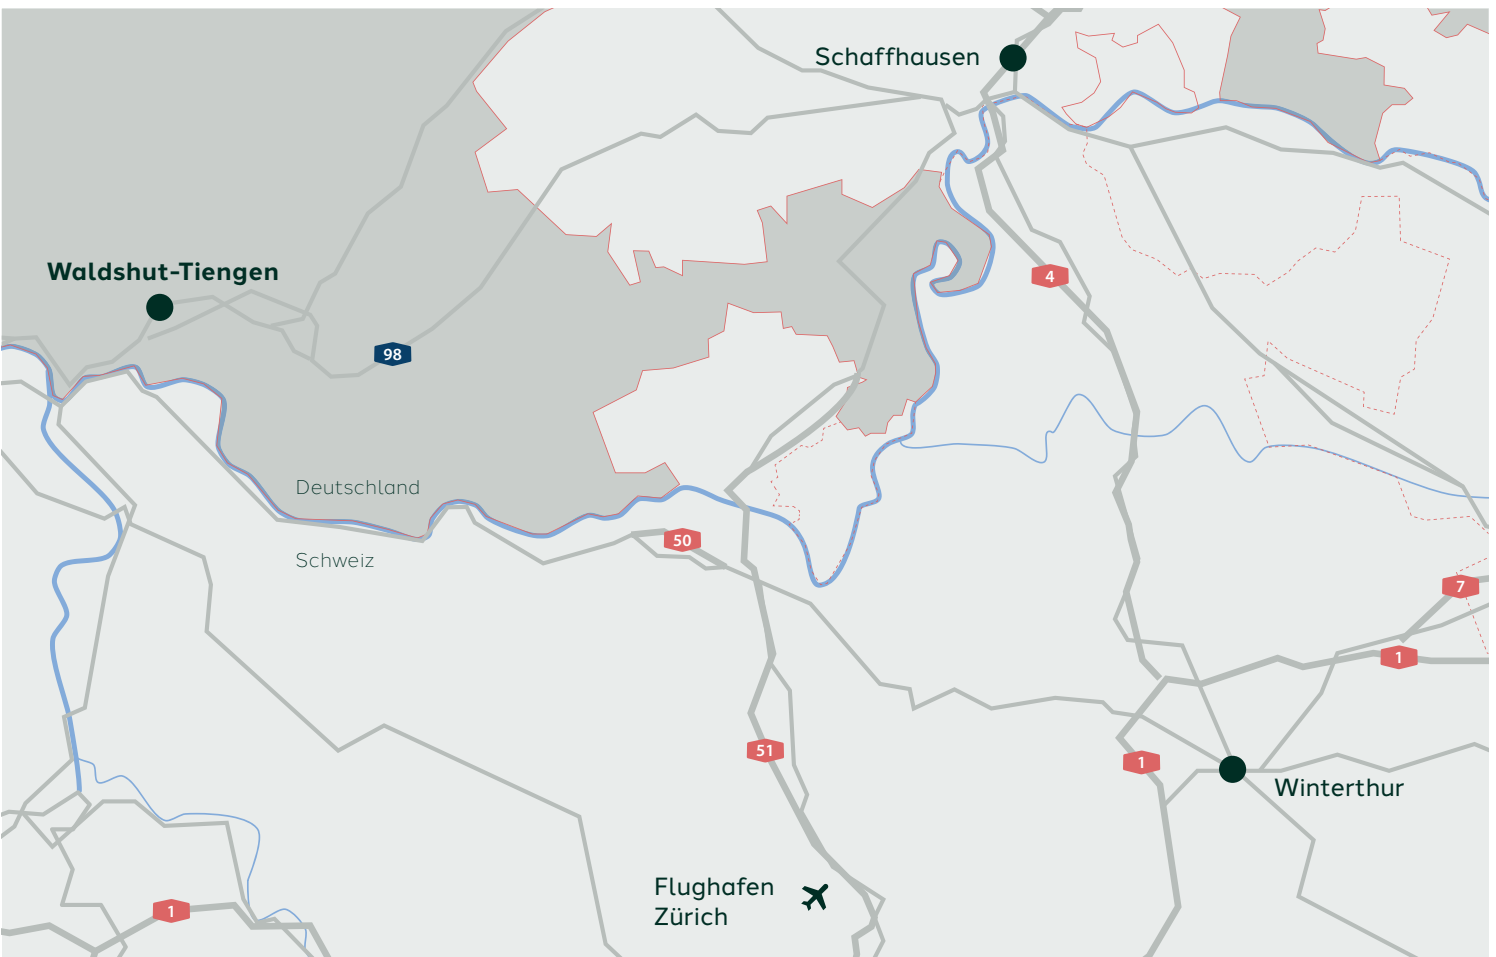 Schaffhausen
Waldshut-Tiengen
4
98
Deutschland
Schweiz
50
7
1
51
1
Winterthur
Flughafen
Zürich
1